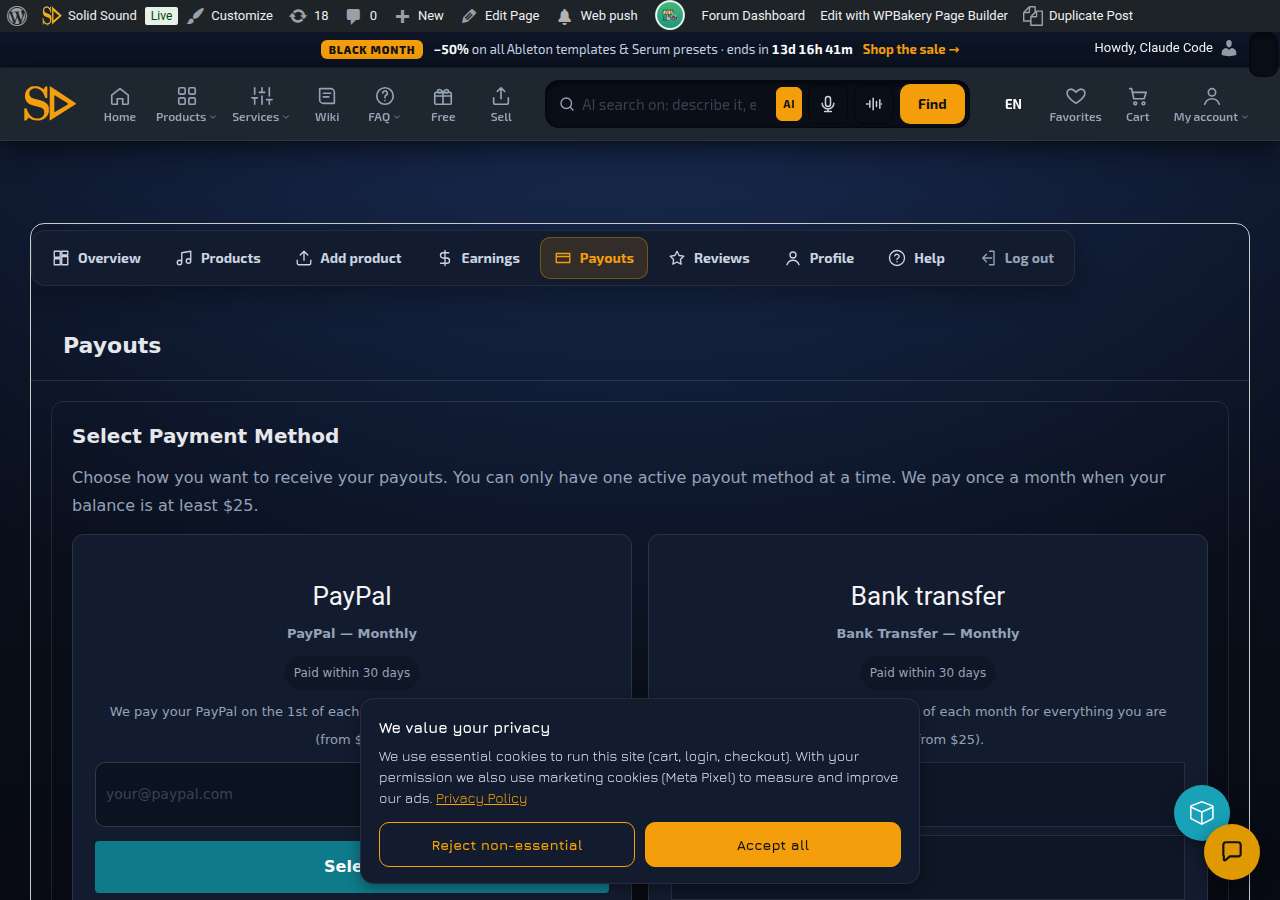 Solid Sound Live Customize 18 0 New Edit Page Web push Forum Dashboard Edit with WPBakery Page Builder Duplicate Post
BLACK MONTH −50% on all Ableton templates & Serum presets · ends in 13d 16h 41m Shop the sale →
Howdy, Claude Code
Home Products Services Wiki FAQ Free Sell
AI search on: describe it, e
AI
Find
EN
Favorites Cart My account
Overview Products Add product Earnings Payouts Reviews Profile Help Log out
Payouts
Select Payment Method
Choose how you want to receive your payouts. You can only have one active payout method at a time. We pay once a month when your
balance is at least $25.
PayPal
PayPal — Monthly
Paid within 30 days
We pay your PayPal on the 1st of each
(from $
your@paypal.com
Sele
Bank transfer
Bank Transfer — Monthly
Paid within 30 days
of each month for everything you are
rom $25).
We value your privacy
We use essential cookies to run this site (cart, login, checkout). With your
permission we also use marketing cookies (Meta Pixel) to measure and improve
our ads. Privacy Policy
Reject non-essential
Accept all